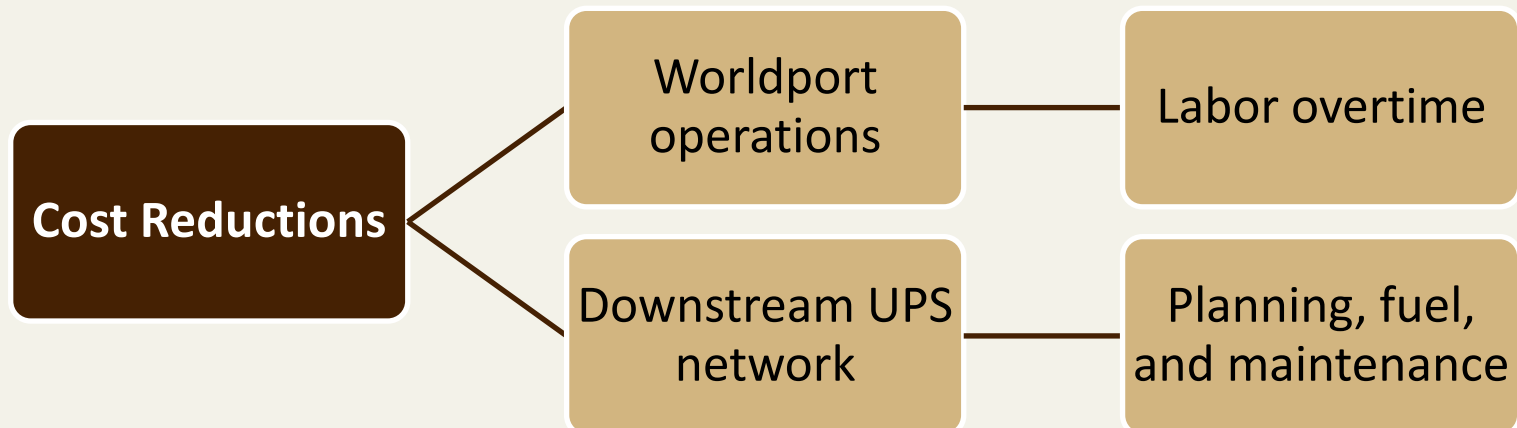 Cost Reductions
Worldport
operations
Labor overtime
Downstream UPS
network
Planning, fuel,
and maintenance